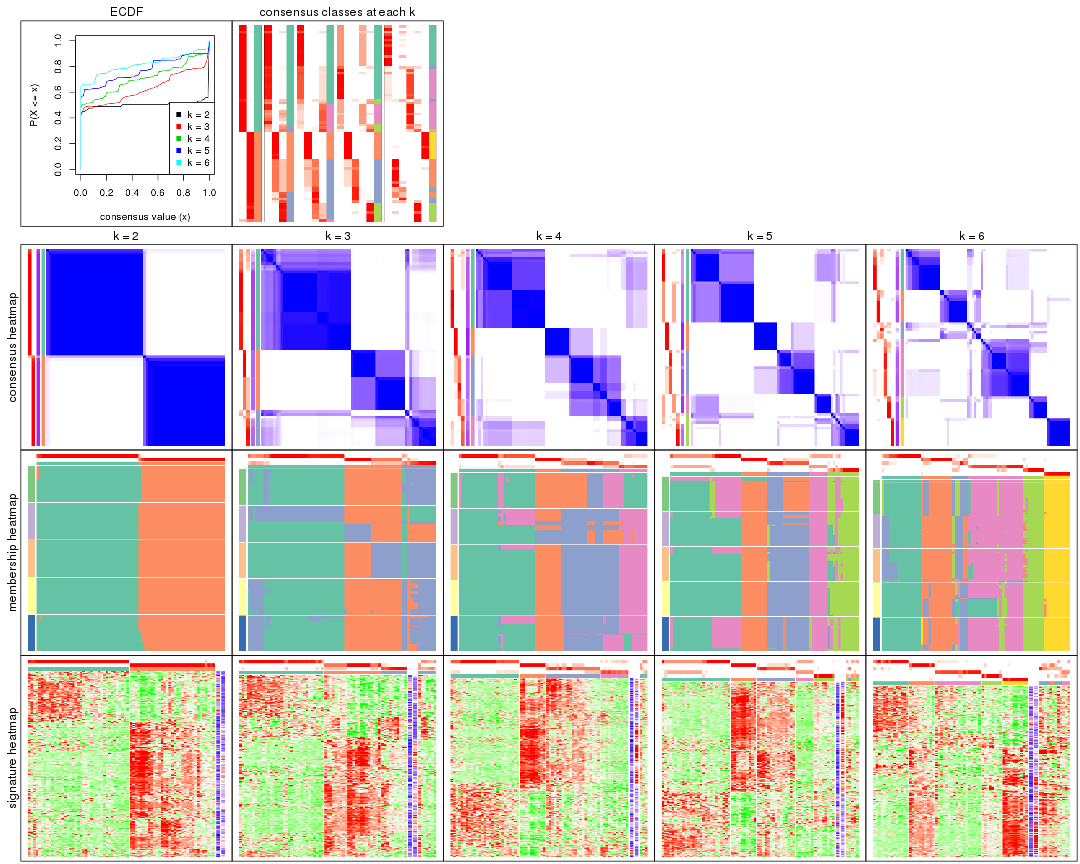 ECDF
consensus classes at each k
P(X <= x)
0.0
0.2
0.4
0.6
0.8
1.0
k = 2
k = 3
k = 4
k = 5
k = 6
0.0 0.2 0.4 0.6 0.8 1.0
consensus value (x)
k = 2
k = 3
k = 4
k = 5
k = 6
consensus heatmap
membership heatmap
signature heatmap